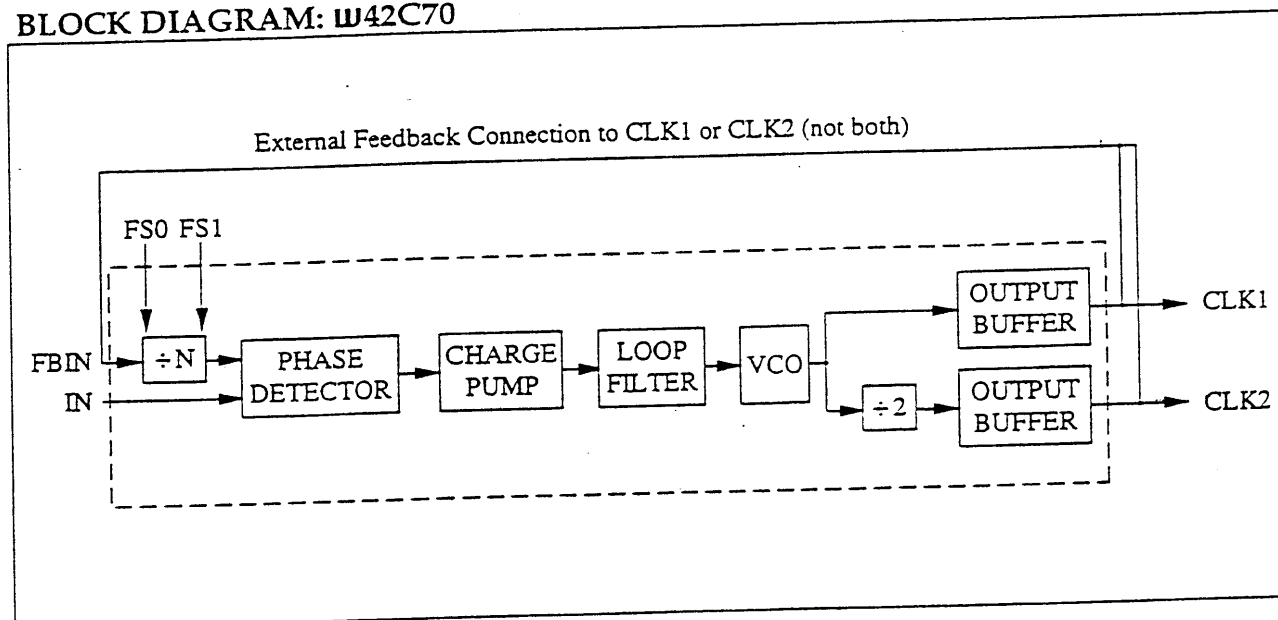 BLOCK DIAGRAM: W42C70
External Feedback Connection to CLK1 or CLK2 (not both)
FS0 FS1
FBIN
IN
÷N
PHASE
DETECTOR
CHARGE
PUMP
LOOP
FILTER
VCO
÷2
OUTPUT
BUFFER
OUTPUT
BUFFER
CLK1
CLK2